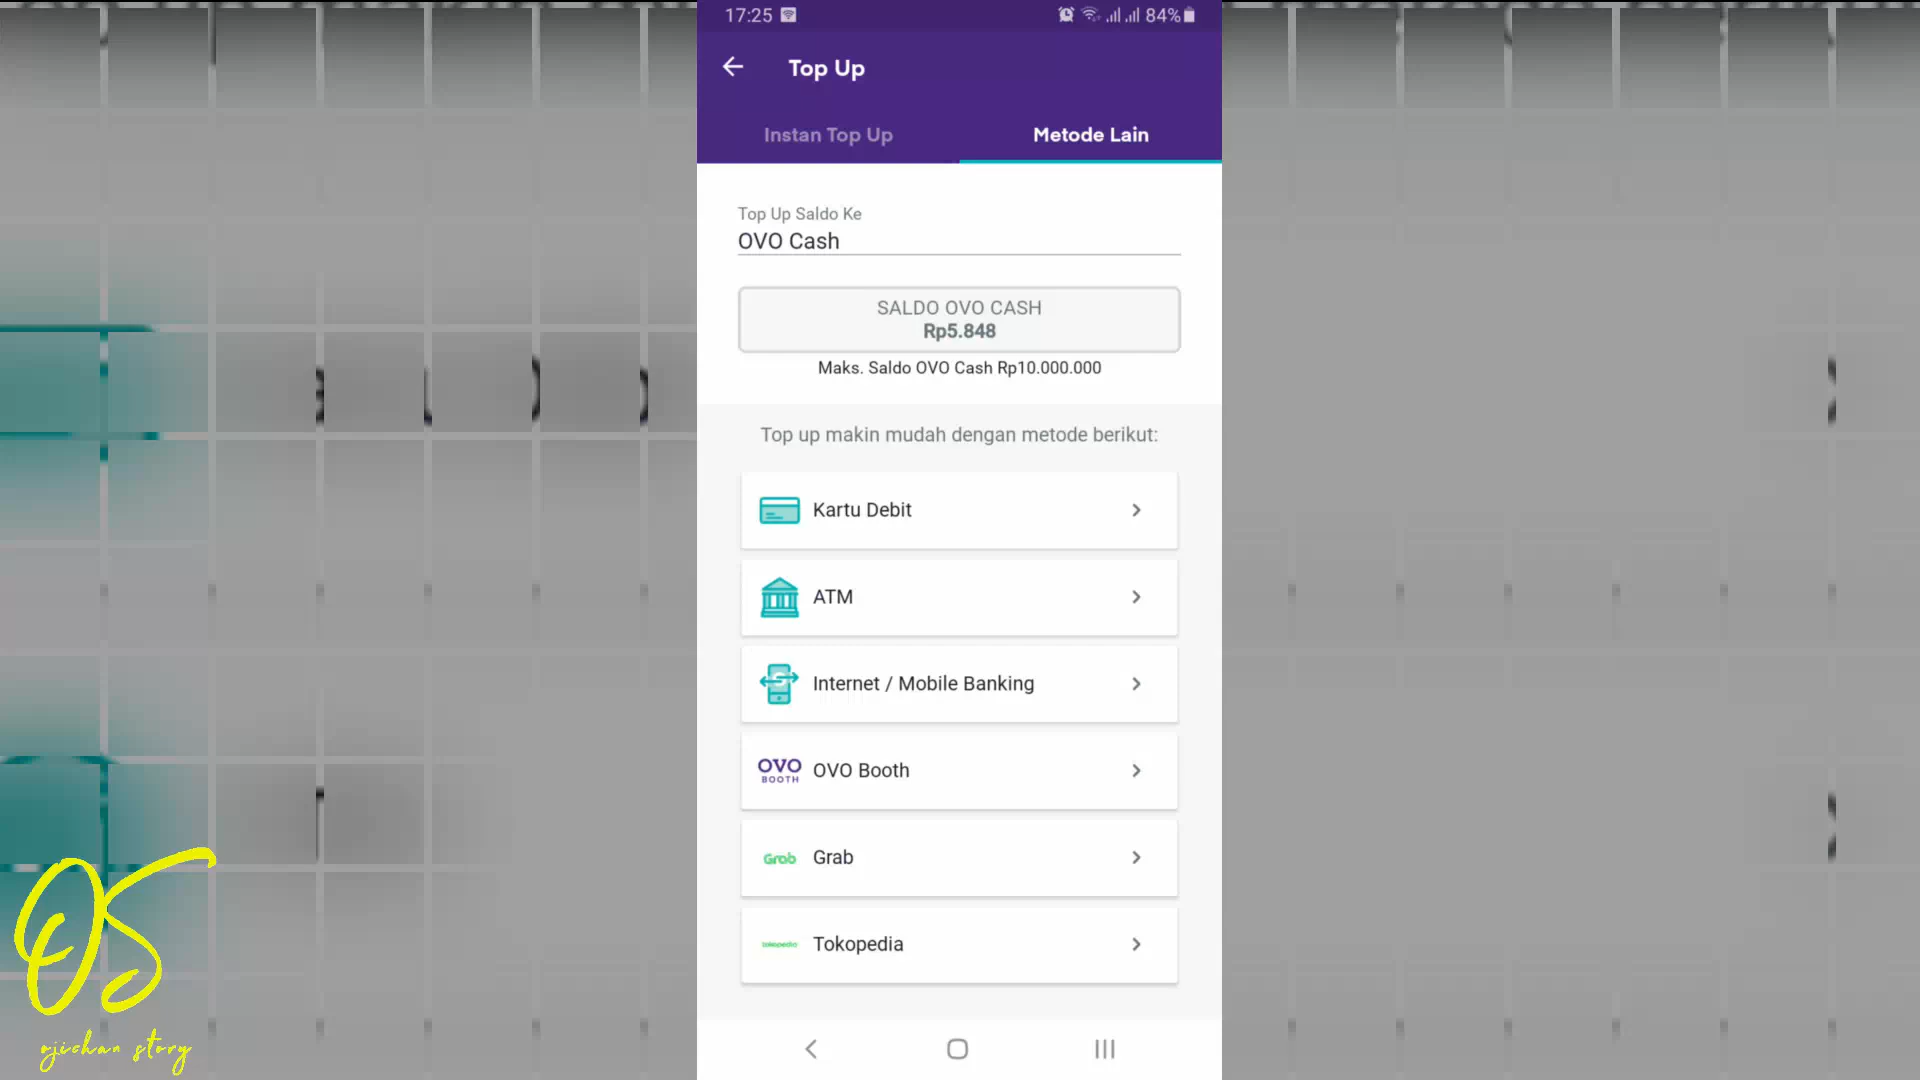 17:25
84%
Top Up
Instan Top Up
Metode Lain
Top Up Saldo Ke
OVO Cash
SALDO OVO CASH
Rp5.848
Maks. Saldo OVO Cash Rp10.000.000
Top up makin mudah dengan metode berikut:
Kartu Debit
ATM
Internet / Mobile Banking
OVO
BOOTH
OVO Booth
Grab
Grab
tokopedia
Tokopedia
OS
ojichan story